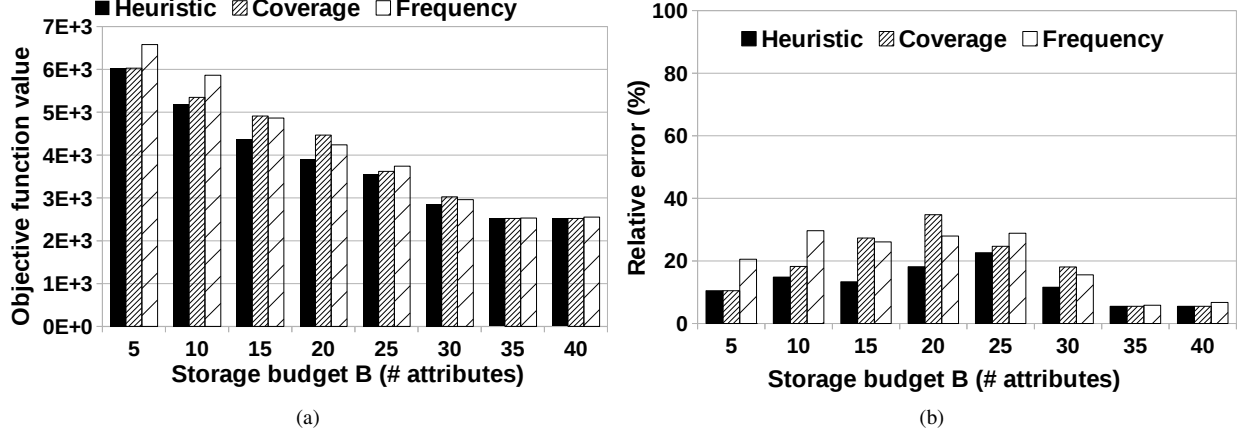 Heuristic Coverage Frequency
7E+3
6E+3
5E+3
4E+3
3E+3
2E+3
1E+3
0E+0
Objective function value
5 10 15 20 25 30 35 40
Storage budget B (# attributes)
(a)
Heuristic Coverage Frequency
100
80
60
40
20
0
Relative error (%)
5 10 15 20 25 30 35 40
Storage budget B (# attributes)
(b)